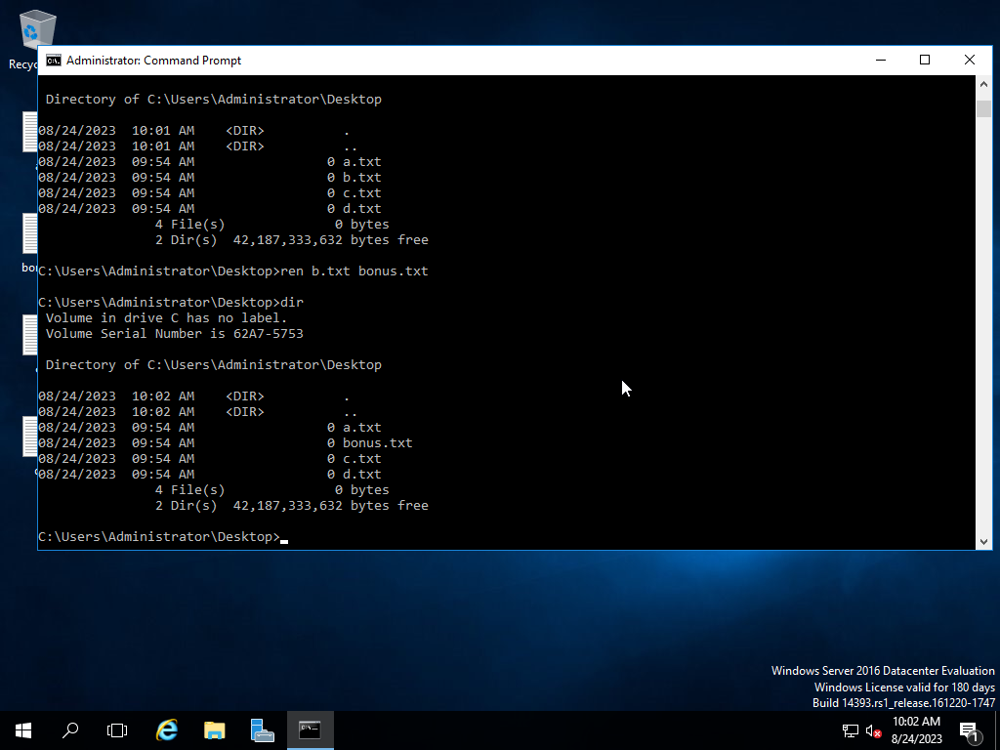 Recyc
Administrator: Command Prompt
Directory of C:\Users\Administrator\Desktop
08/24/2023  10:01 AM    <DIR>          .
08/24/2023  10:01 AM    <DIR>          ..
08/24/2023  09:54 AM                 0 a.txt
08/24/2023  09:54 AM                 0 b.txt
08/24/2023  09:54 AM                 0 c.txt
08/24/2023  09:54 AM                 0 d.txt
4 File(s)              0 bytes
2 Dir(s)  42,187,333,632 bytes free
bon
C:\Users\Administrator\Desktop>ren b.txt bonus.txt
C:\Users\Administrator\Desktop>dir
Volume in drive C has no label.
Volume Serial Number is 62A7-5753
Directory of C:\Users\Administrator\Desktop
08/24/2023  10:02 AM    <DIR>          .
08/24/2023  10:02 AM    <DIR>          ..
08/24/2023  09:54 AM                 0 a.txt
08/24/2023  09:54 AM                 0 bonus.txt
08/24/2023  09:54 AM                 0 c.txt
08/24/2023  09:54 AM                 0 d.txt
4 File(s)              0 bytes
2 Dir(s)  42,187,333,632 bytes free
C:\Users\Administrator\Desktop>
Windows Server 2016 Datacenter Evaluation
Windows License valid for 180 days
Build 14393.rs1_release.161220-1747
10:02 AM
8/24/2023
1